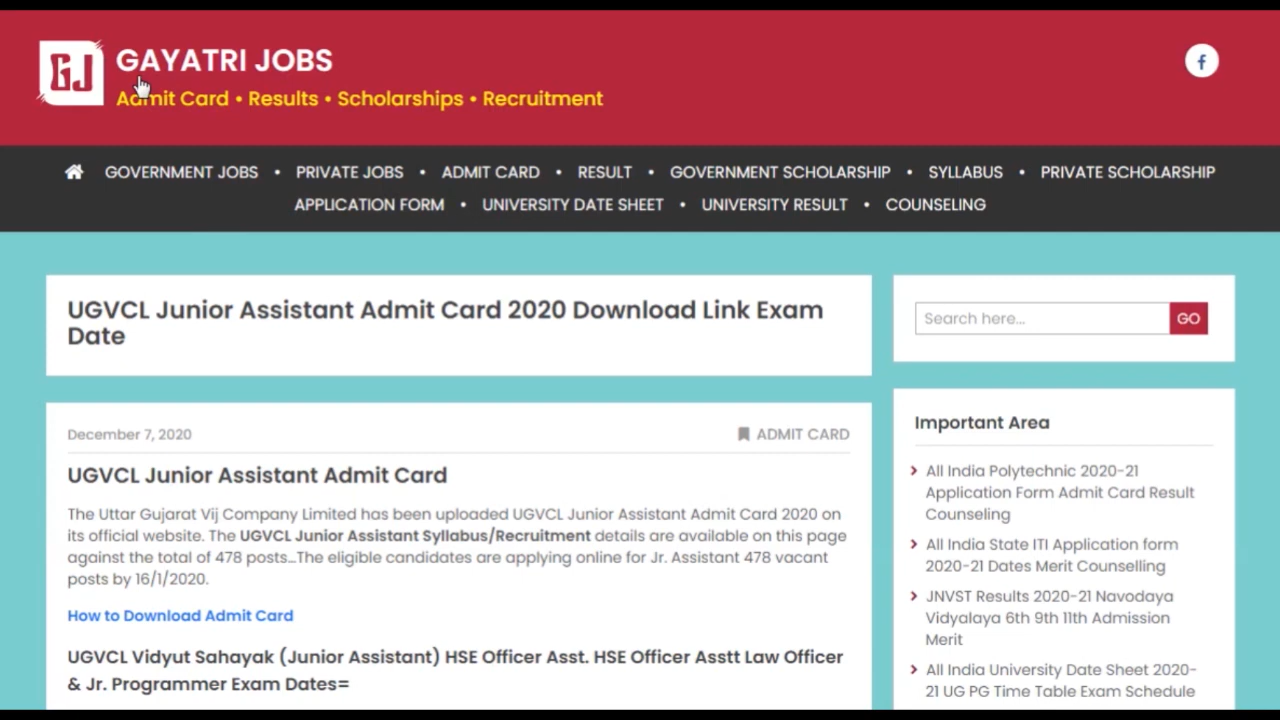 GJ
GAYATRI JOBS
Admit Card • Results • Scholarships • Recruitment
f
GOVERNMENT JOBS • PRIVATE JOBS • ADMIT CARD • RESULT • GOVERNMENT SCHOLARSHIP • SYLLABUS • PRIVATE SCHOLARSHIP
APPLICATION FORM • UNIVERSITY DATE SHEET • UNIVERSITY RESULT • COUNSELING
UGVCL Junior Assistant Admit Card 2020 Download Link Exam
Date
December 7, 2020
ADMIT CARD
UGVCL Junior Assistant Admit Card
The Uttar Gujarat Vij Company Limited has been uploaded UGVCL Junior Assistant Admit Card 2020 on
its official website. The UGVCL Junior Assistant Syllabus/Recruitment details are available on this page
against the total of 478 posts…The eligible candidates are applying online for Jr. Assistant 478 vacant
posts by 16/1/2020.
How to Download Admit Card
UGVCL Vidyut Sahayak (Junior Assistant) HSE Officer Asst. HSE Officer Asstt Law Officer
& Jr. Programmer Exam Dates=
Search here...
GO
Important Area
All India Polytechnic 2020-21
Application Form Admit Card Result
Counseling
All India State ITI Application form
2020-21 Dates Merit Counselling
JNVST Results 2020-21 Navodaya
Vidyalaya 6th 9th 11th Admission
Merit
All India University Date Sheet 2020-
21 UG PG Time Table Exam Schedule